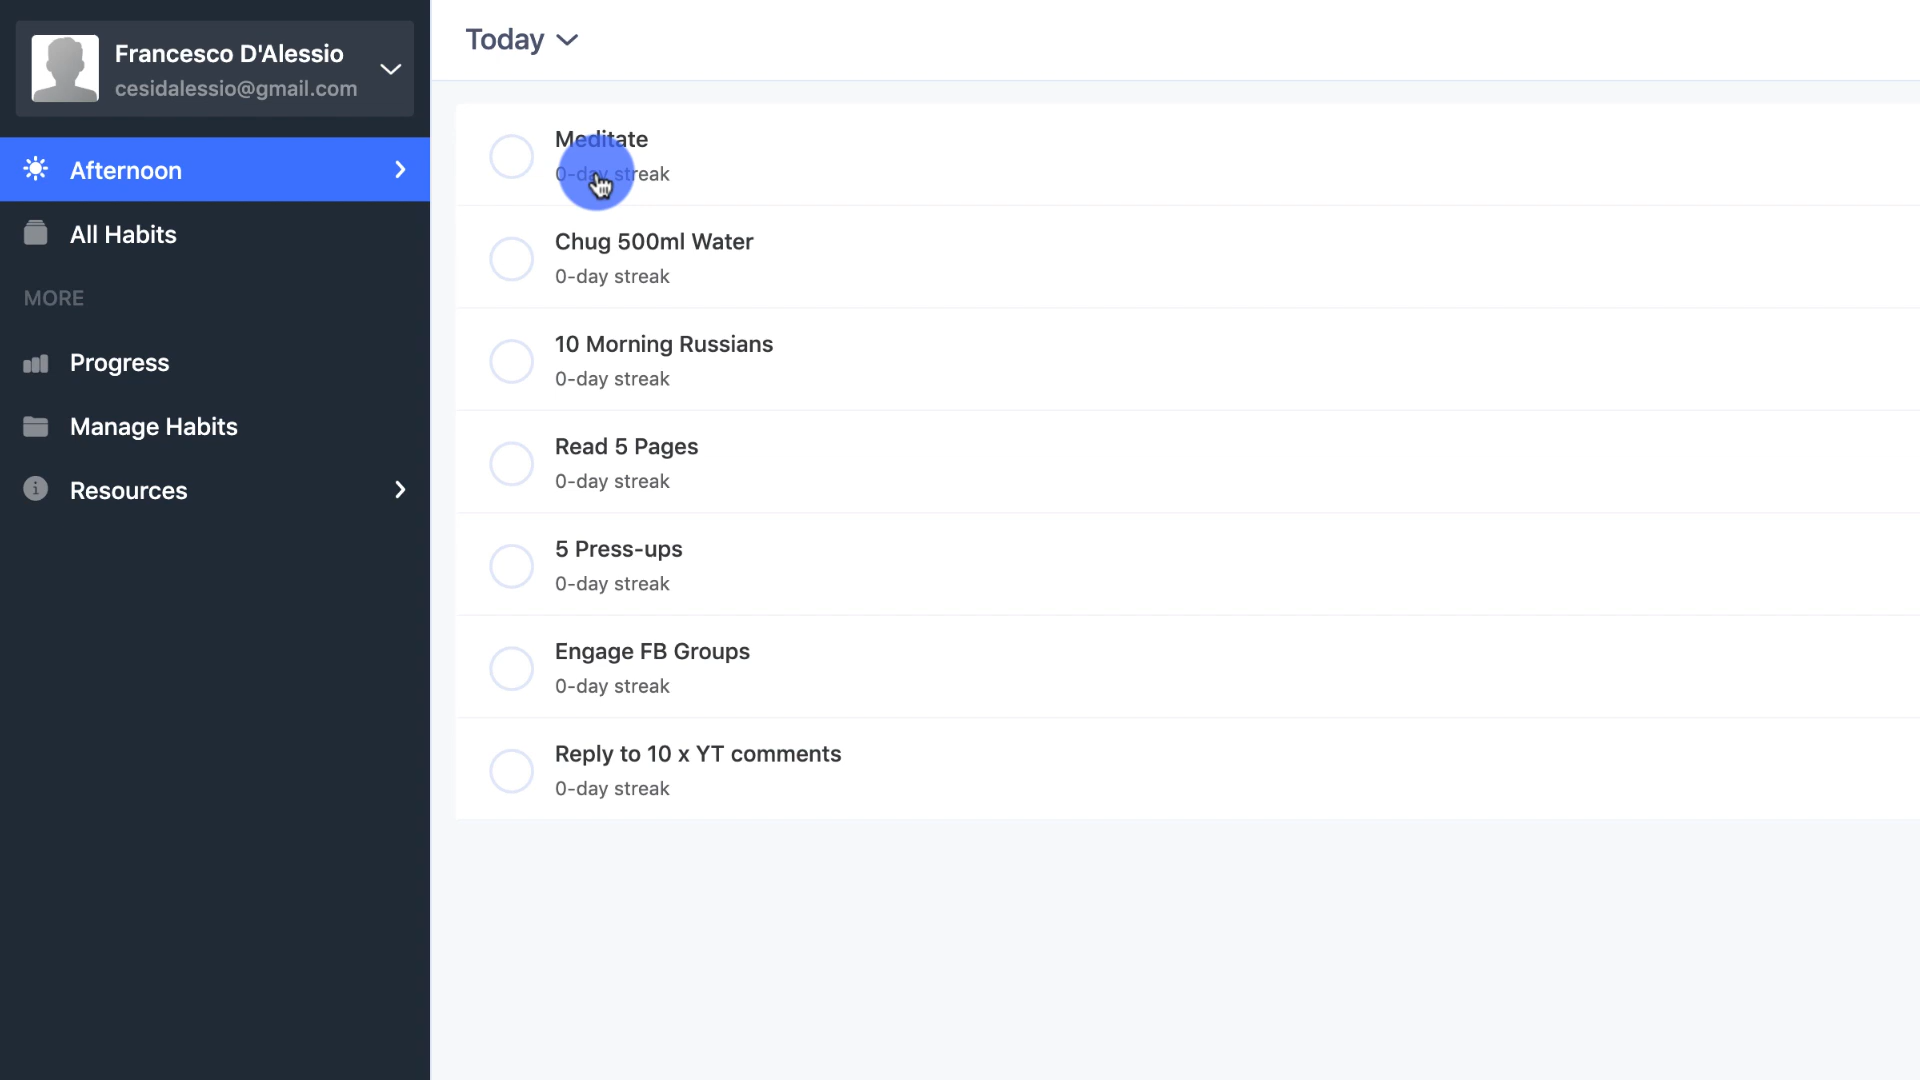 Francesco D'Alessio
cesidalessio@gmail.com
Afternoon
All Habits
MORE
Progress
Manage Habits
Resources
Today
Meditate
0-day streak
Chug 500ml Water
0-day streak
10 Morning Russians
0-day streak
Read 5 Pages
0-day streak
5 Press-ups
0-day streak
Engage FB Groups
0-day streak
Reply to 10 x YT comments
0-day streak